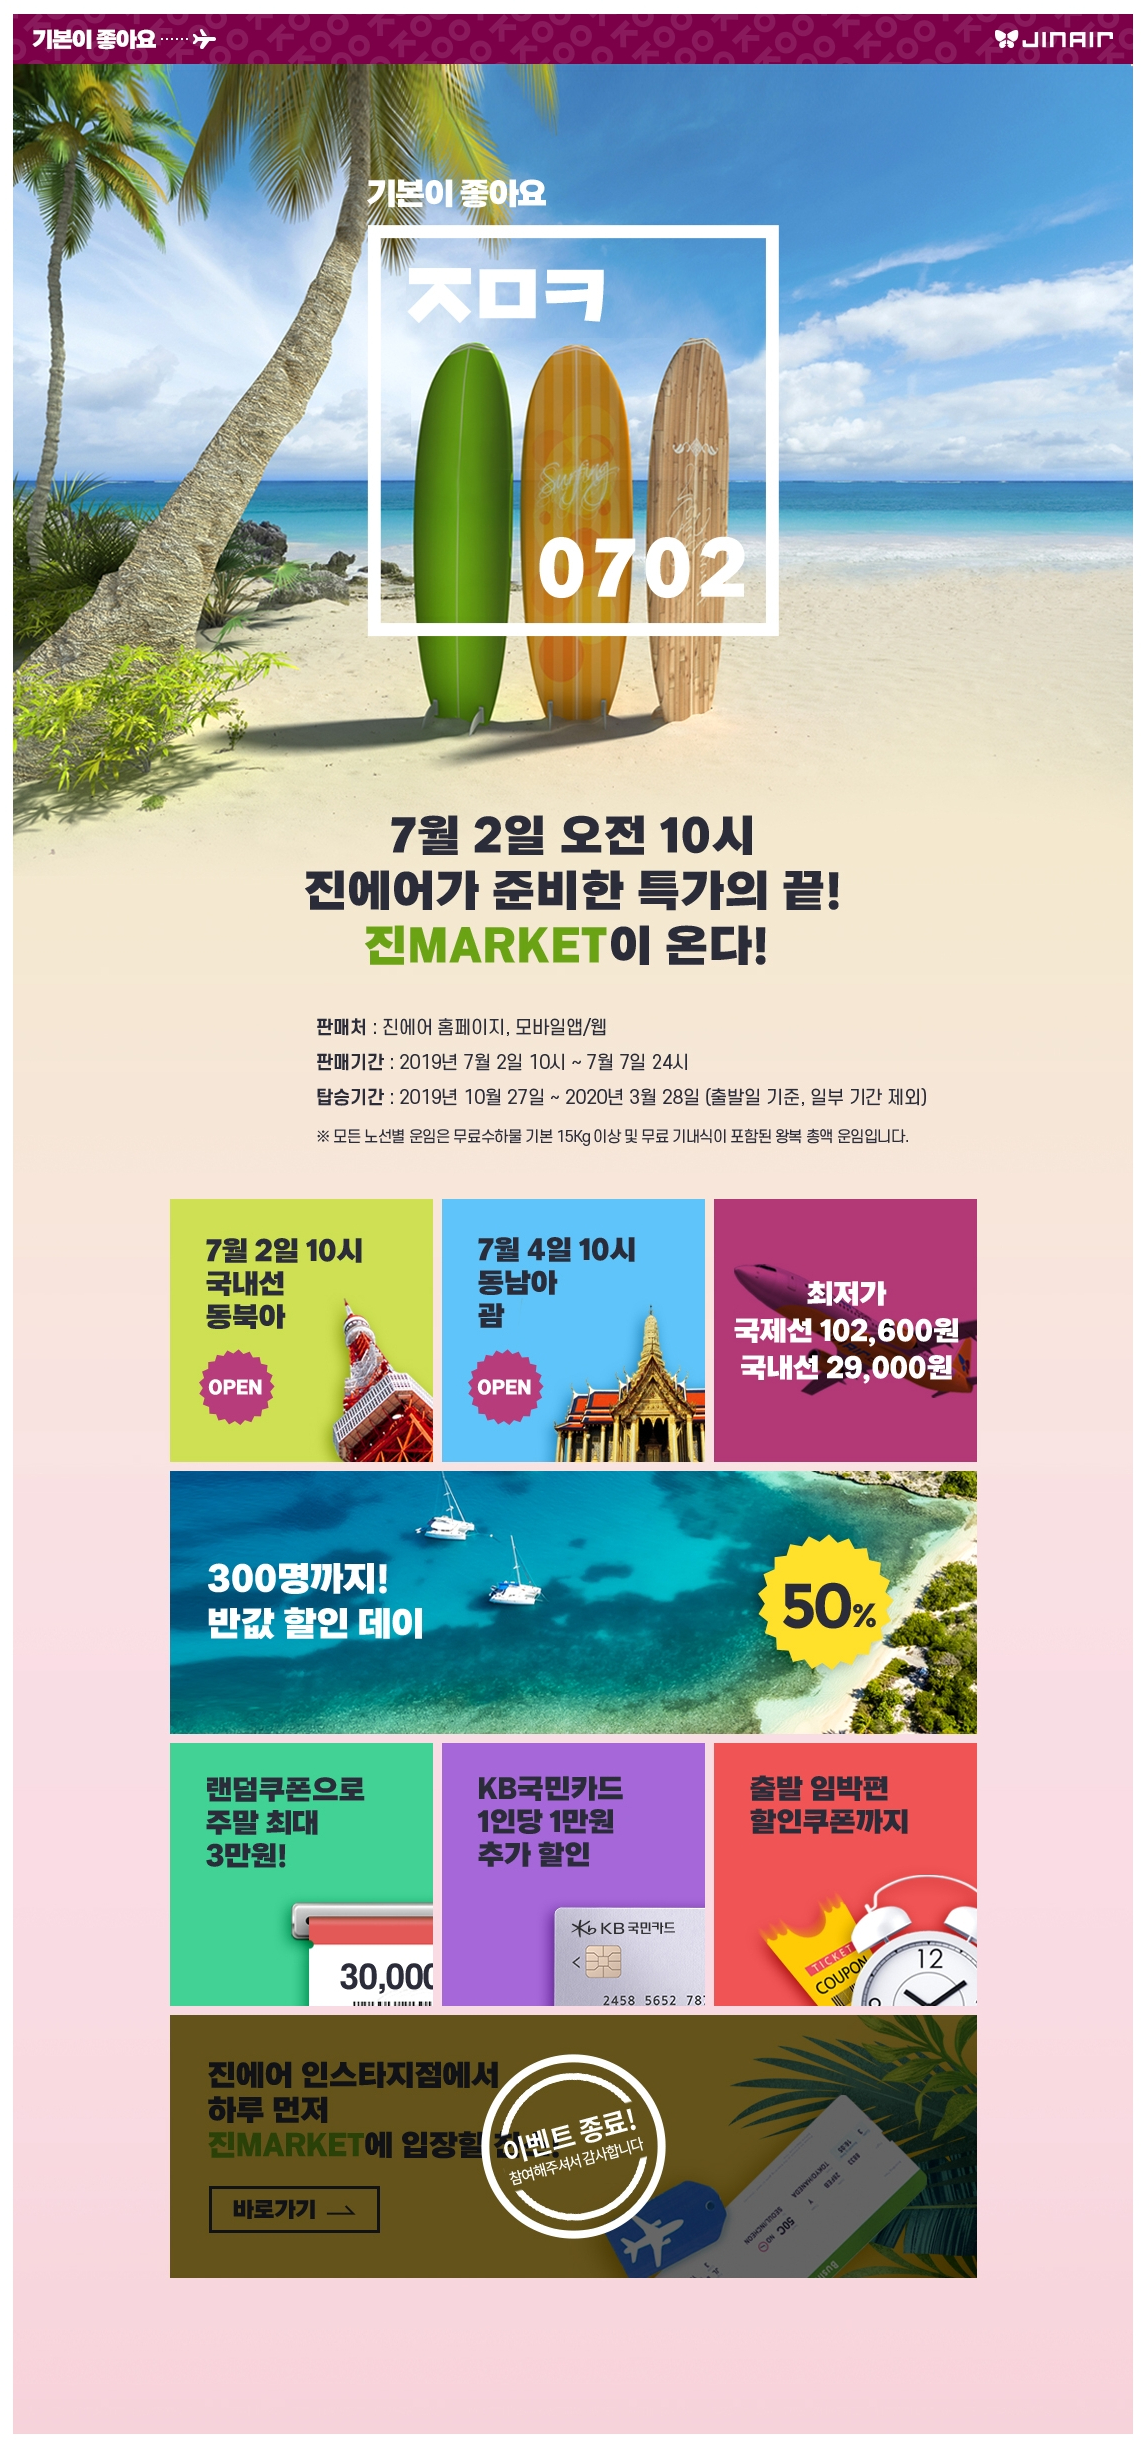 기본이 좋아요
JINAIR
기본이 좋아요
ㅈㅁㅋ
Surfing
0702
7월 2일 오전 10시
진에어가 준비한 특가의 끝!
진MARKET이 온다!
판매처 : 진에어 홈페이지, 모바일앱/웹
판매기간 : 2019년 7월 2일 10시 ~ 7월 7일 24시
탑승기간 : 2019년 10월 27일 ~ 2020년 3월 28일 (출발일 기준, 일부 기간 제외)
※ 모든 노선별 운임은 무료수하물 기본 15Kg 이상 및 무료 기내식이 포함된 왕복 총액 운임입니다.
7월 2일 10시
국내선
동북아
OPEN
7월 4일 10시
동남아
괌
OPEN
최저가
국제선 102,600원
국내선 29,000원
300명까지!
반값 할인 데이
50%
랜덤쿠폰으로
주말 최대
3만원!
30,000
KB국민카드
1인당 1만원
추가 할인
KB 국민카드
2458 5652 787
출발 임박편
할인쿠폰까지
TICKET
COUPON
12
9
진에어 인스타지점에서
하루 먼저
진MARKET에 입장할
이벤트 종료!
참여해주셔서 감사합니다
바로가기
TOKYO/HANEDA
SEOUL/INCHEON
50C